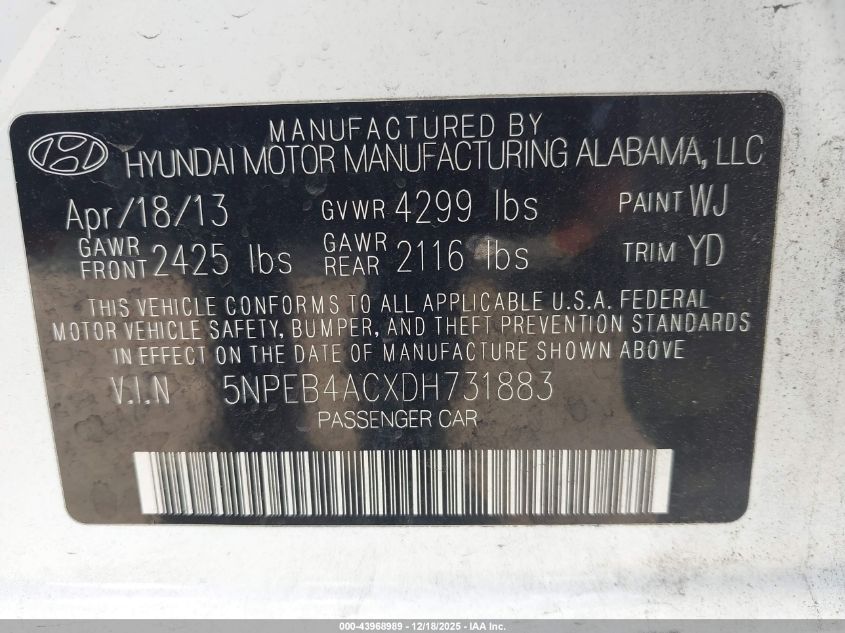 MANUFACTURED BY
HYUNDAI MOTOR MANUFACTURING ALABAMA, LLC
Apr/18/13 GVWR 4299 lbs PAINT WJ
GAWR FRONT 2425 lbs GAWR REAR 2116 lbs TRIM YD
THIS VEHICLE CONFORMS TO ALL APPLICABLE U.S.A. FEDERAL
MOTOR VEHICLE SAFETY, BUMPER, AND THEFT PREVENTION STANDARDS
IN EFFECT ON THE DATE OF MANUFACTURE SHOWN ABOVE
V.I.N 5NPEB4ACXDH731883
PASSENGER CAR
000-43968989 - 12/18/2025 - IAA Inc.